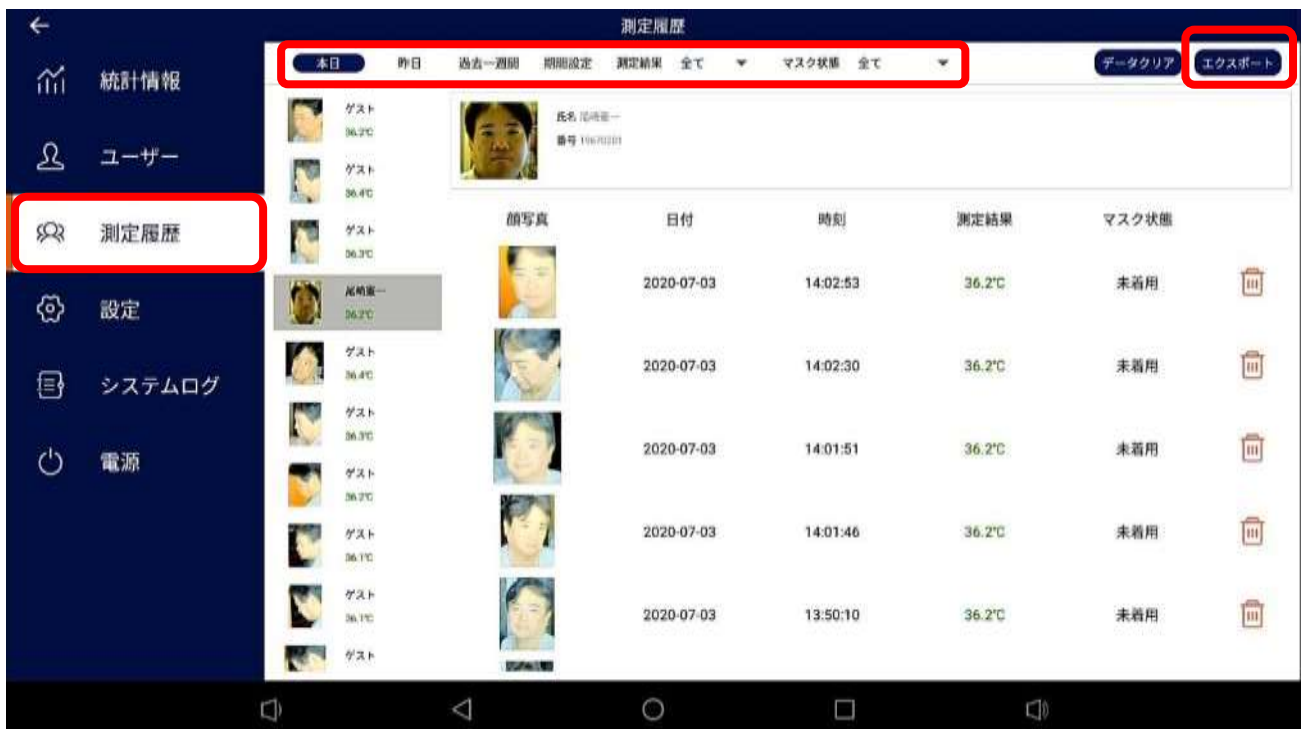 測定履歴
統計情報
ユーザー
測定履歴
設定
システムログ
電源
本日 昨日 過去一週間 期間設定 測定結果 全て マスク状態 全て データクリア エクスポート
ゲスト
36.2℃
ゲスト
36.4℃
ゲスト
36.3℃
尾崎憲一
36.2℃
ゲスト
36.4℃
ゲスト
36.3℃
ゲスト
36.2℃
ゲスト
36.1℃
ゲスト
36.1℃
ゲスト
氏名 尾崎憲一
番号 19670201
顔写真 日付 時刻 測定結果 マスク状態
2020-07-03 14:02:53 36.2℃ 未着用
2020-07-03 14:02:30 36.2℃ 未着用
2020-07-03 14:01:51 36.2℃ 未着用
2020-07-03 14:01:46 36.2℃ 未着用
2020-07-03 13:50:10 36.2℃ 未着用